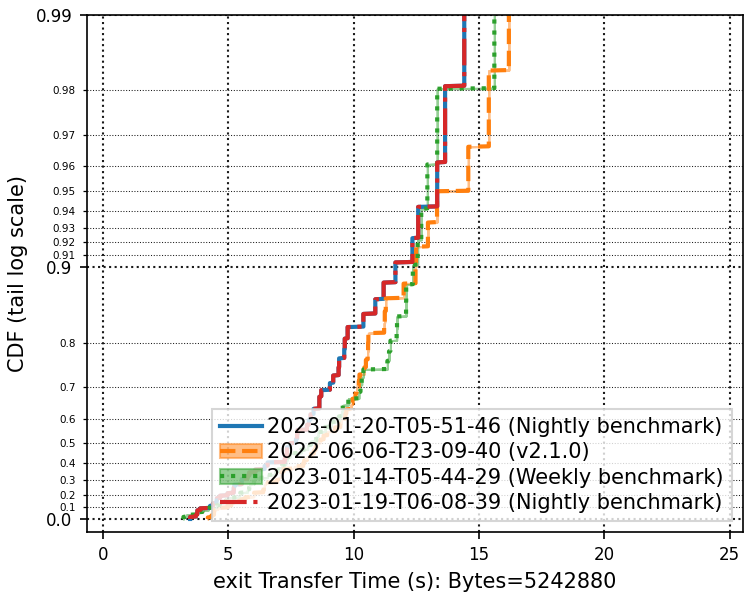 0.99
0.98
0.97
0.96
0.95
0.94
0.93
0.92
0.91
0.9
0.8
0.7
0.6
0.5
0.4
0.3
0.2
0.1
0.0
CDF (tail log scale)
2023-01-20-T05-51-46 (Nightly benchmark)
2022-06-06-T23-09-40 (v2.1.0)
2023-01-14-T05-44-29 (Weekly benchmark)
2023-01-19-T06-08-39 (Nightly benchmark)
0 5 10 15 20 25
exit Transfer Time (s): Bytes=5242880